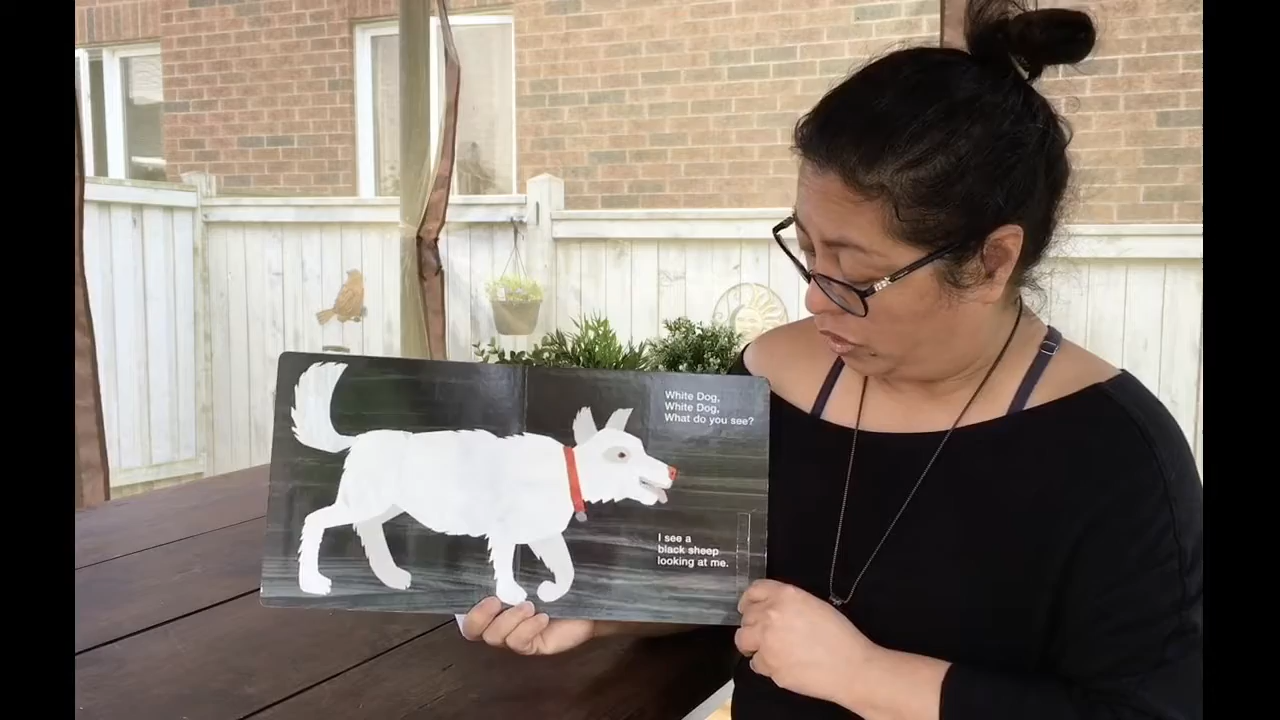 White Dog,
White Dog,
What do you see?
I see a
black sheep
looking at me.